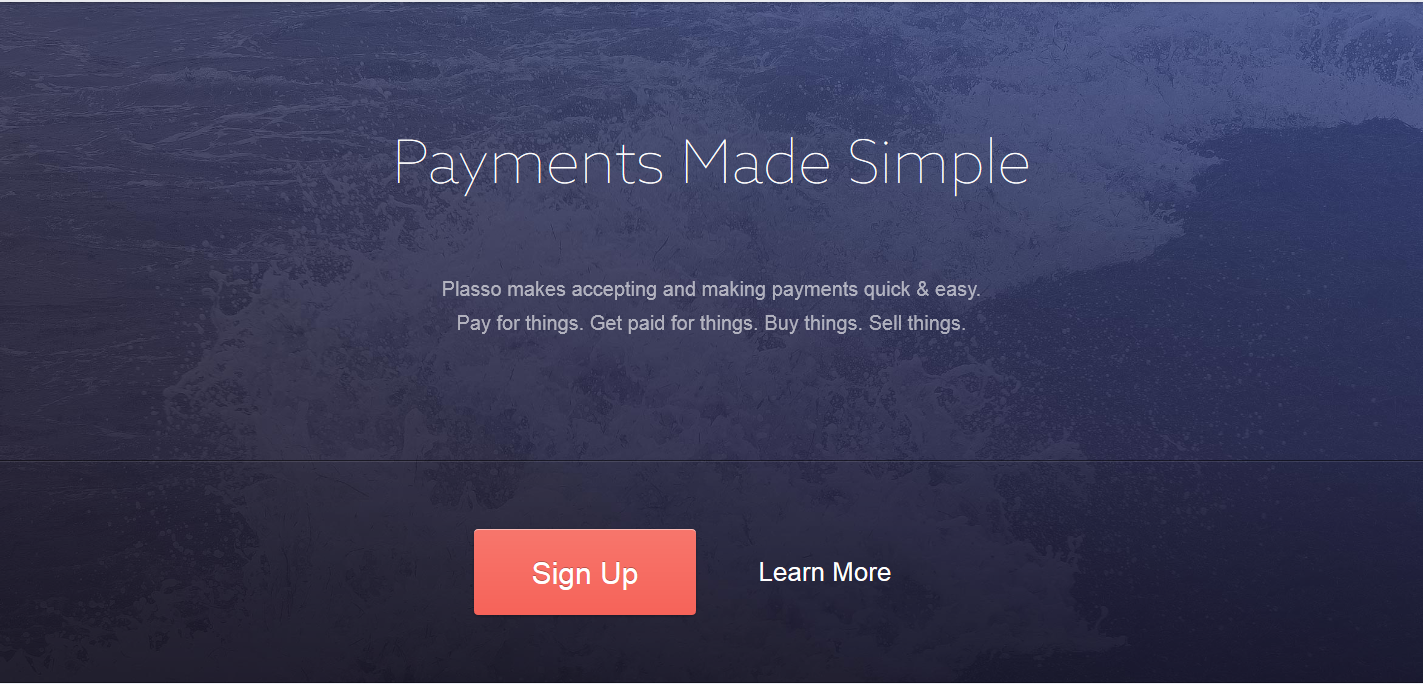 Payments Made Simple
Plasso makes accepting and making payments quick & easy.
Pay for things. Get paid for things. Buy things. Sell things.
Sign Up
Learn More